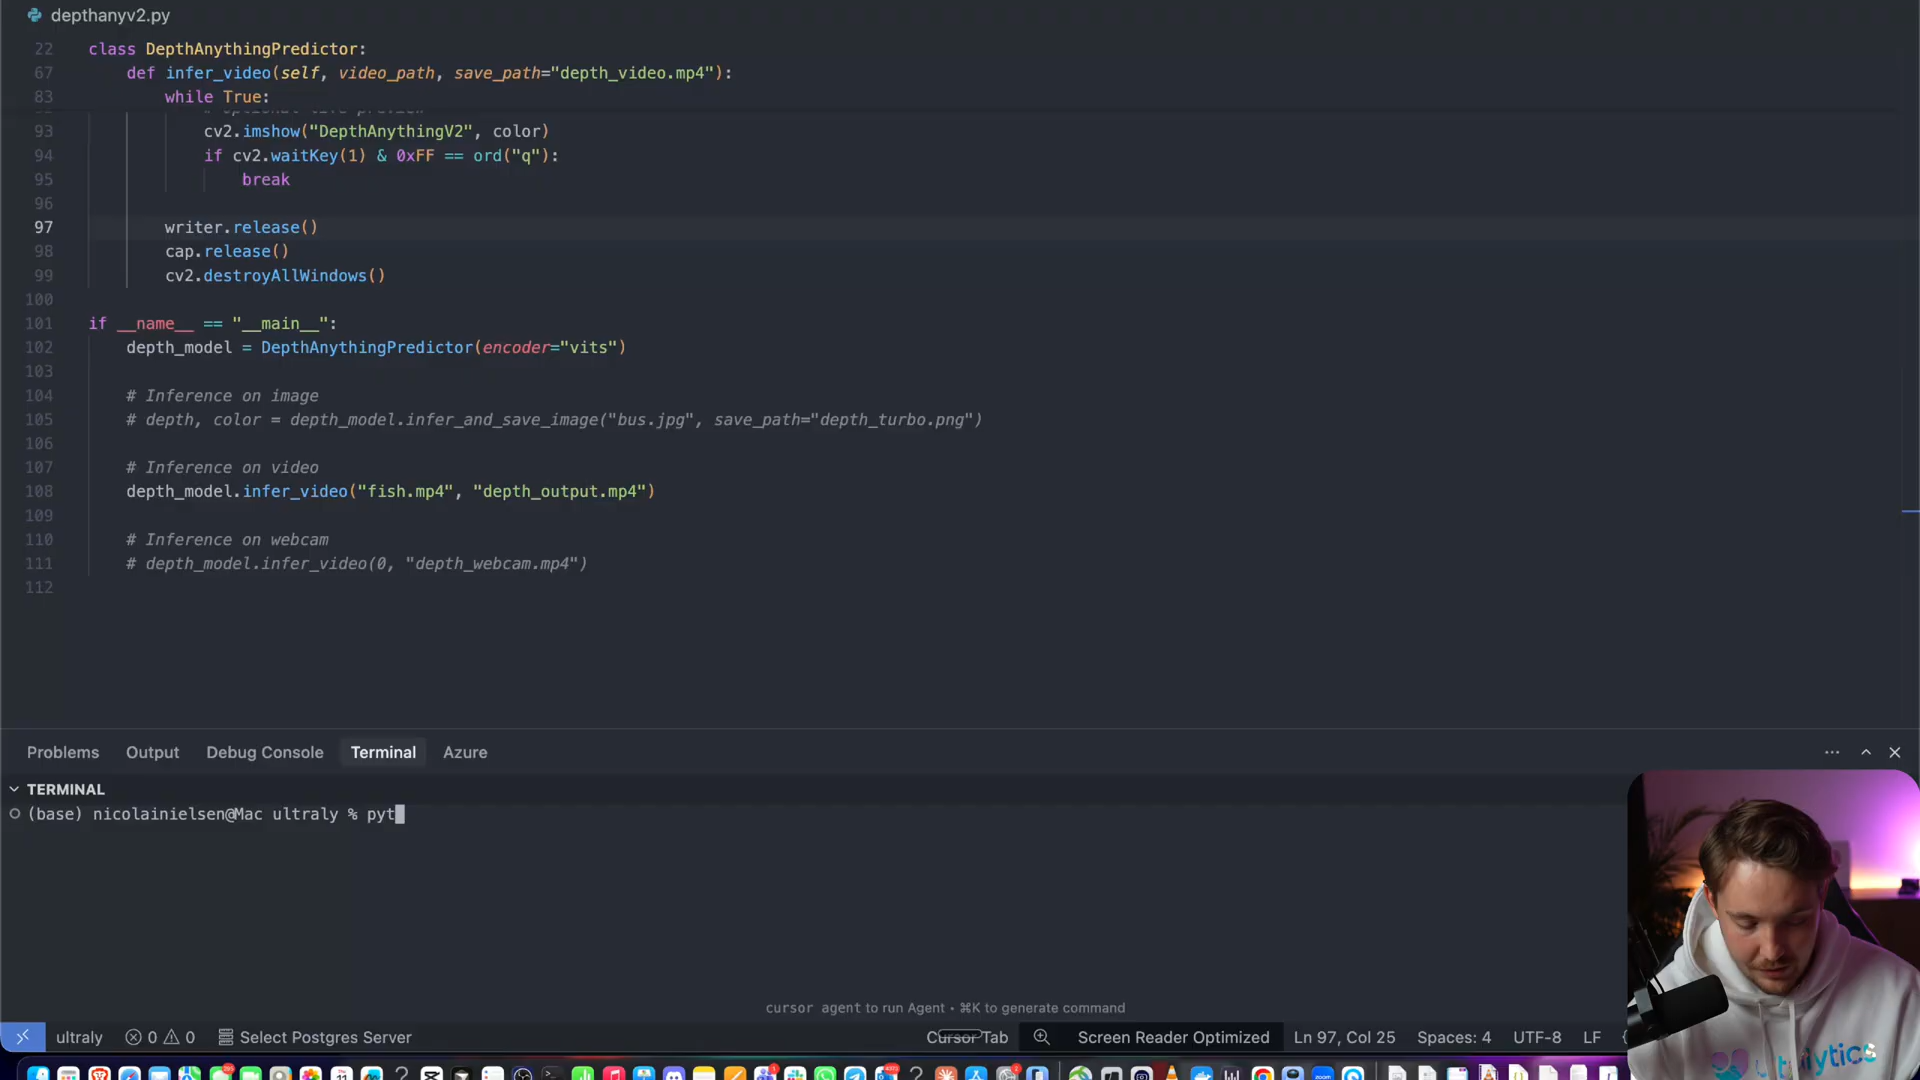 depthanyv2.py
22 class DepthAnythingPredictor:
67 def infer_video(self, video_path, save_path="depth_video.mp4"):
83 while True:
93 cv2.imshow("DepthAnythingV2", color)
94 if cv2.waitKey(1) & 0xFF == ord("q"):
95 break
96
97 writer.release()
98 cap.release()
99 cv2.destroyAllWindows()
100
101 if __name__ == "__main__":
102 depth_model = DepthAnythingPredictor(encoder="vits")
103
104 # Inference on image
105 # depth, color = depth_model.infer_and_save_image("bus.jpg", save_path="depth_turbo.png")
106
107 # Inference on video
108 depth_model.infer_video("fish.mp4", "depth_output.mp4")
109
110 # Inference on webcam
111 # depth_model.infer_video(0, "depth_webcam.mp4")
112
Problems Output Debug Console Terminal Azure
TERMINAL
(base) nicolainielsen@Mac ultraly % pyt
cursor agent to run Agent • ⌘K to generate command
ultraly 0 0 Select Postgres Server Cursor Tab Screen Reader Optimized Ln 97, Col 25 Spaces: 4 UTF-8 LF